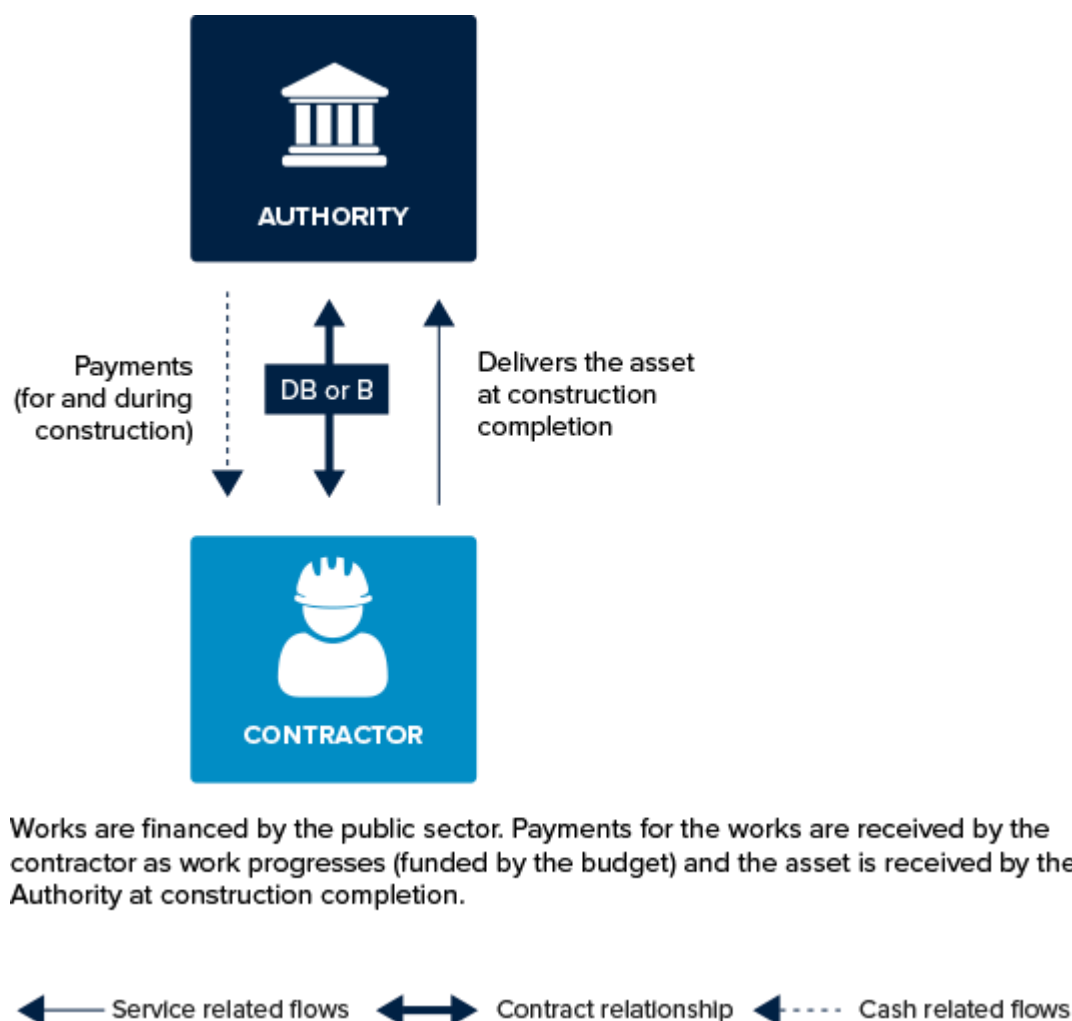 AUTHORITY
Payments
(for and during
construction)
DB or B
Delivers the asset
at construction
completion
CONTRACTOR
Works are financed by the public sector. Payments for the works are received by the
contractor as work progresses (funded by the budget) and the asset is received by the
Authority at construction completion.
Service related flows
Contract relationship
Cash related flows